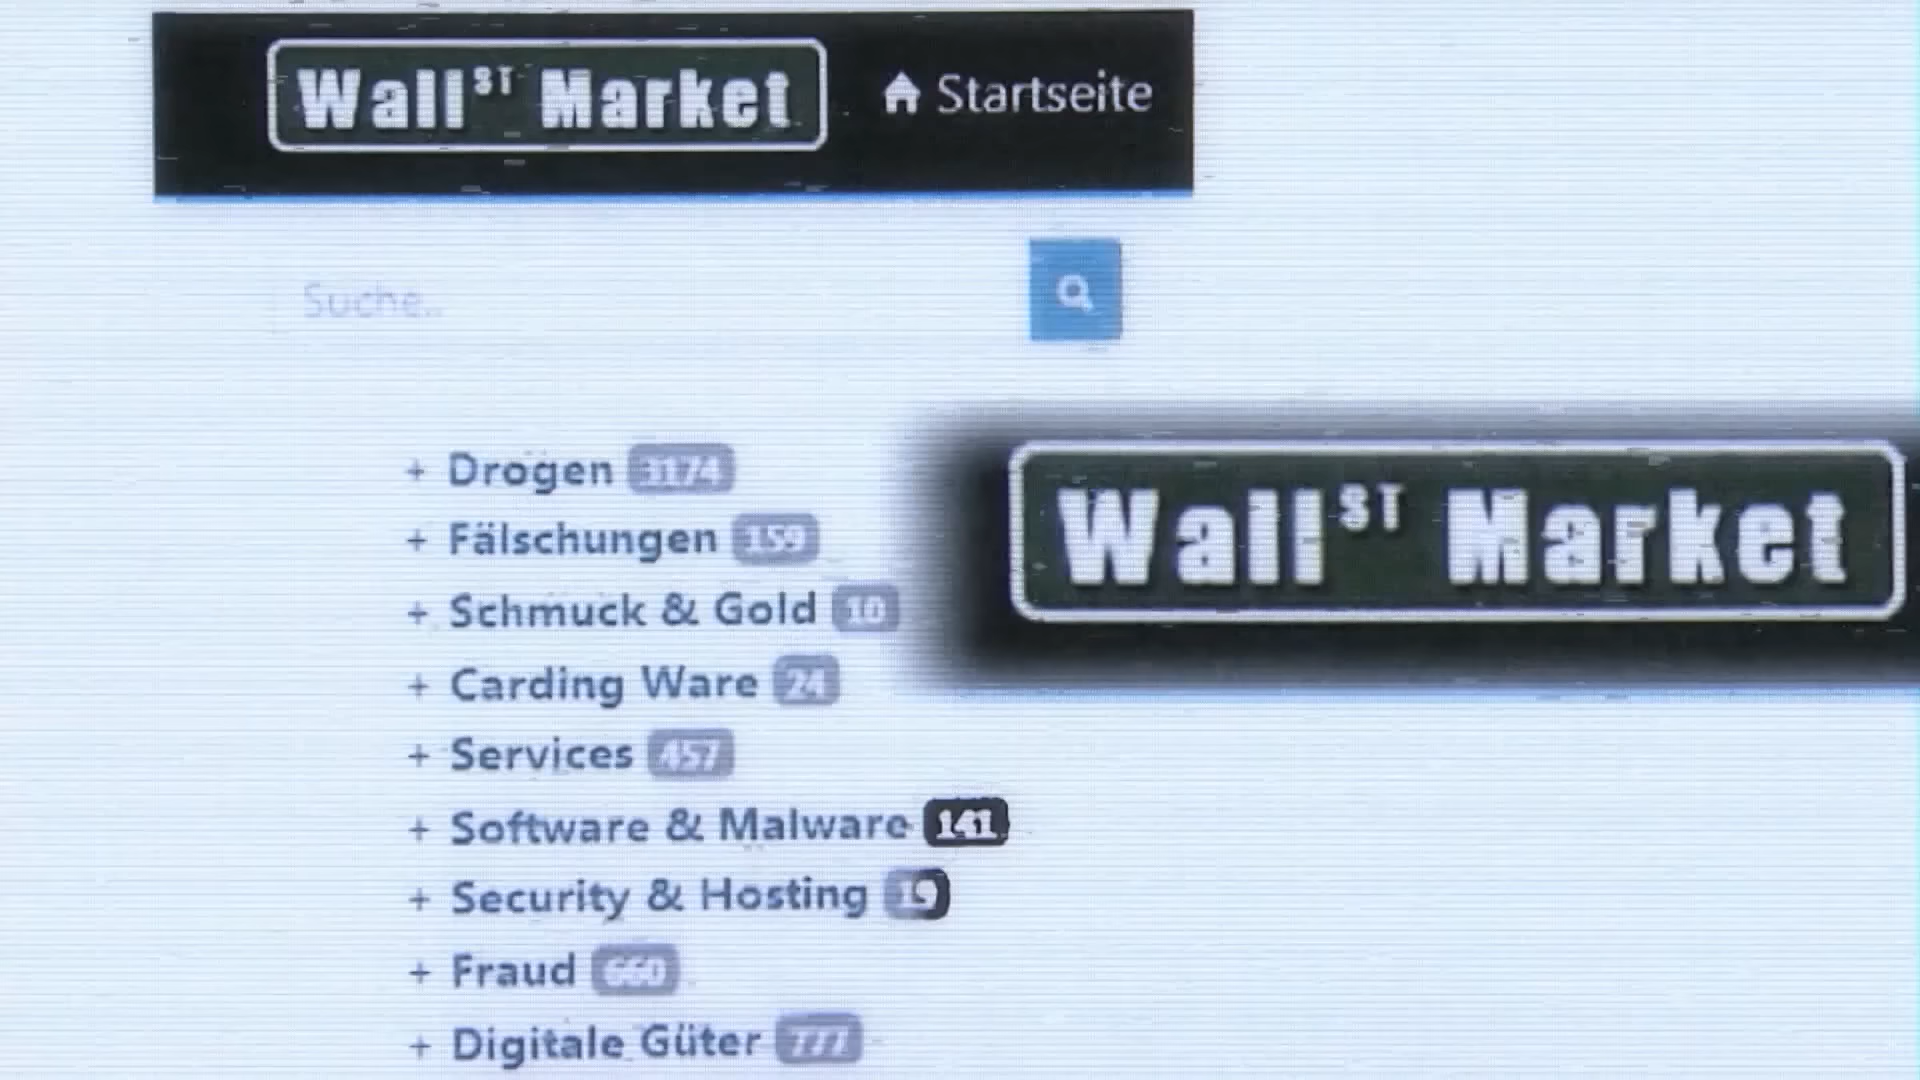 Wall ST Market
Startseite
Suche..
+ Drogen 3174
+ Fälschungen 159
+ Schmuck & Gold 10
Wall ST Market
+ Carding Ware 24
+ Services 457
+ Software & Malware 141
+ Security & Hosting 19
+ Fraud 660
+ Digitale Güter 777